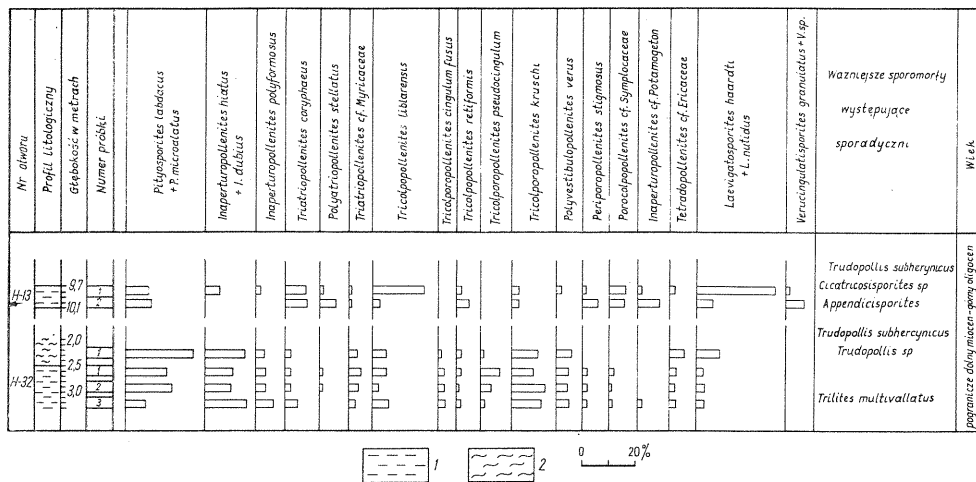 Nr otworu
Profil litologiczny
Głębokość w metrach
Numer próbki
Pityosporites labdacus
+ P. microalatus
Inaperturopollenites hiatus
+ I. dubius
Inaperturopollenites polyformosus
Triatriopollenites coryphaeus
Polyatriopollenites stellatus
Triatriopollenites cf. Myricaceae
Tricolpopollenites liblarensis
Tricolporopollenites cingulum fusus
Tricolpopollenites retiformis
Tricolporopollenites pseudocingulum
Tricolporopollenites kruschi
Polyvestibulopollenites verus
Periporopollenites stigmosus
Porocolpopollenites cf. Symplocaceae
Inaperturopollenites cf. Potamogeton
Tetradopollenites cf. Ericaceae
Laevigatosporites haardti
+ L. nutidus
Verucingulatisporites granulatus + V. sp.
Ważniejsze sporomorfy
występujące
sporadyczni
Wiek
H-13
9,7
10,1
1
2
Trudopollis subherynicus
Cicatricosisporites sp
Appendicisporites
H-32
2,0
2,5
3,0
1
1
2
3
Trudopollis subhercynicus
Trudopollis sp
Trilites multivallatus
pogranicze dolny miocen-górny oligocen
1
2
0 20%